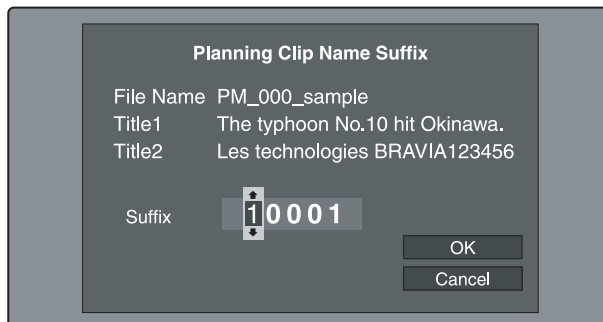 Planning Clip Name Suffix
File Name PM_000_sample
Title1 The typhoon No.10 hit Okinawa.
Title2 Les technologies BRAVIA123456
Suffix 10001
OK
Cancel